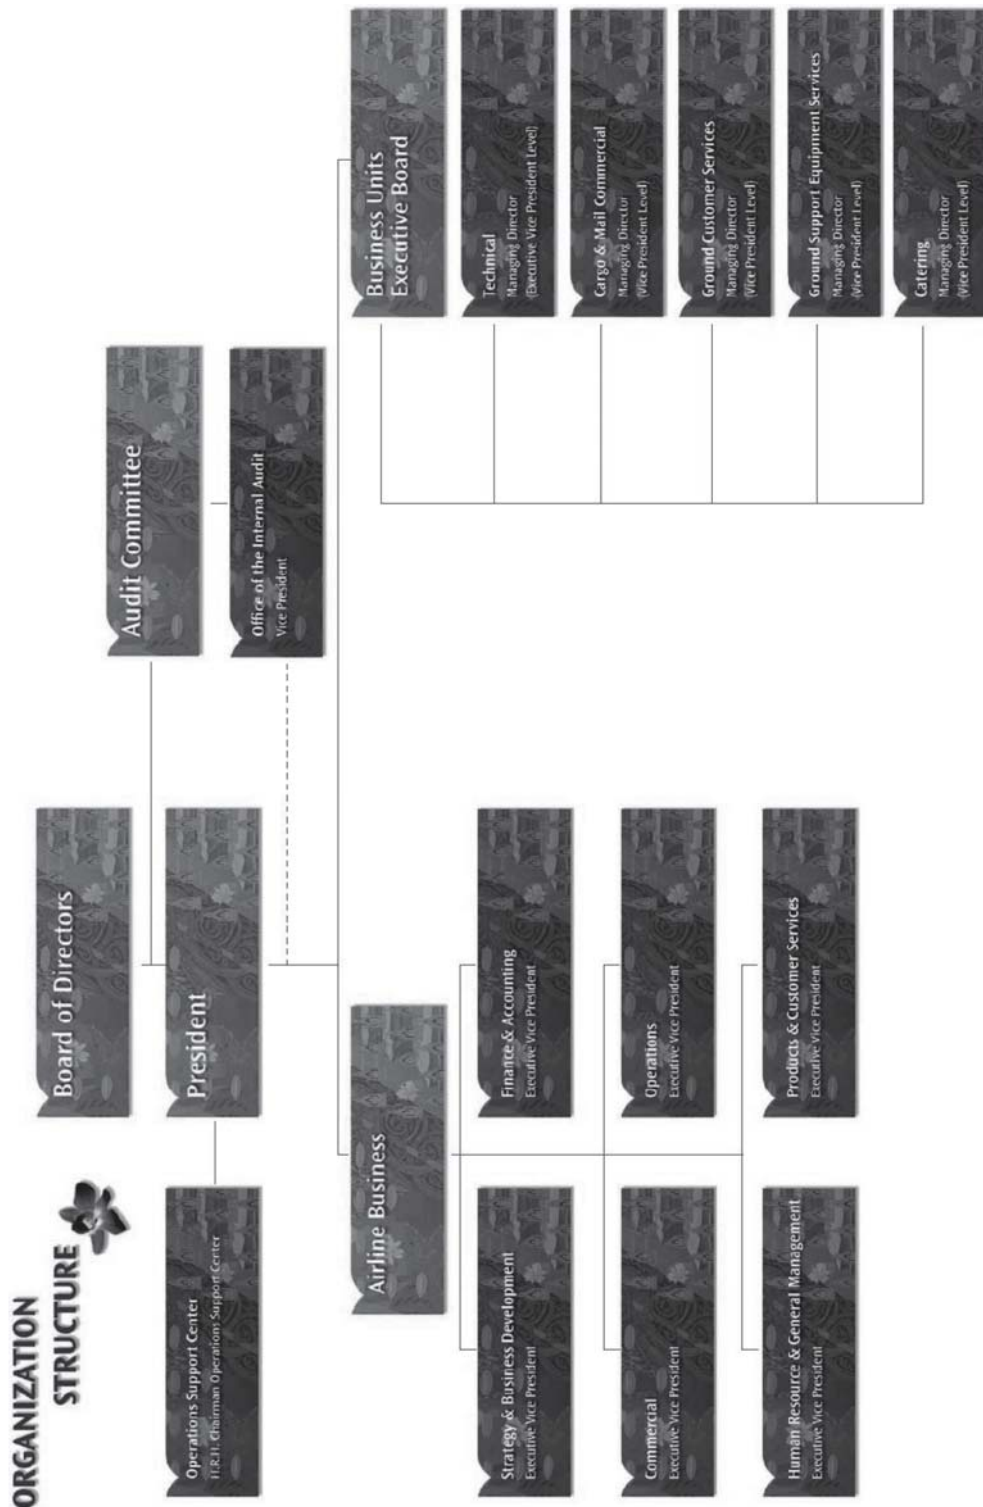 ORGANIZATION
STRUCTURE
Board of Directors
Audit Committee
Operations Support Center
H.R.H. Chairman Operations Support Center
President
Office of the Internal Audit
Vice President
Airline Business
Business Units
Executive Board
Strategy & Business Development
Executive Vice President
Finance & Accounting
Executive Vice President
Technical
Managing Director
(Executive Vice President Level)
Commercial
Executive Vice President
Operations
Executive Vice President
Cargo & Mail Commercial
Managing Director
(Vice President Level)
Human Resource & General Management
Executive Vice President
Products & Customer Services
Executive Vice President
Ground Customer Services
Managing Director
(Vice President Level)
Ground Support Equipment Services
Managing Director
(Vice President Level)
Catering
Managing Director
(Vice President Level)